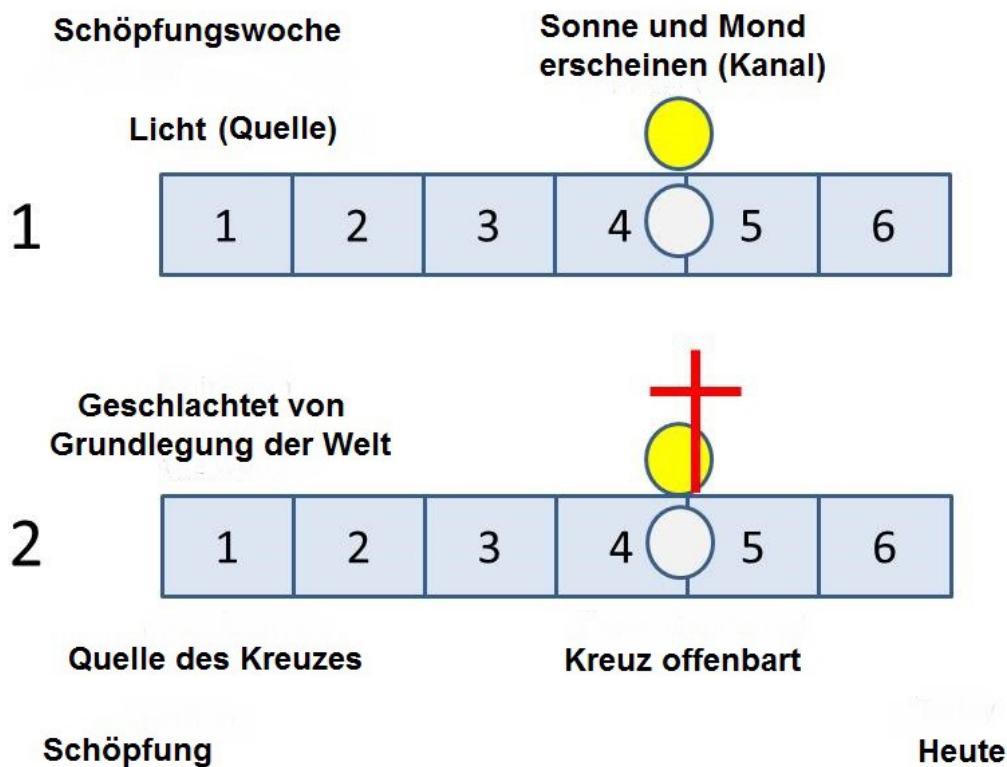 Schöpfungswoche
Sonne und Mond
erscheinen (Kanal)
Licht (Quelle)
1
1 2 3 4 5 6
Geschlachtet von
Grundlegung der Welt
2
1 2 3 4 5 6
Quelle des Kreuzes
Kreuz offenbart
Schöpfung
Heute